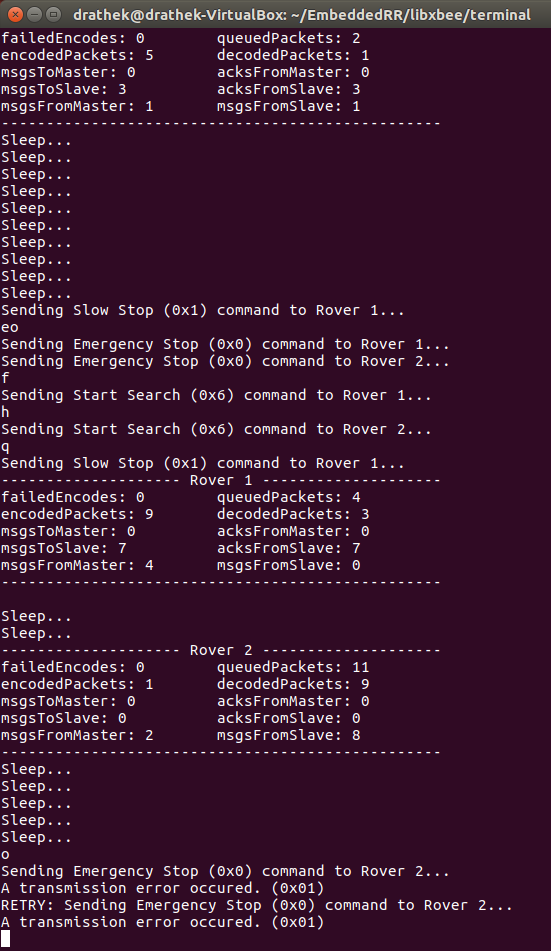 drathek@drathek-VirtualBox: ~/EmbeddedRR/libxbee/terminal
failedEncodes: 0        queuedPackets: 2
encodedPackets: 5       decodedPackets: 1
msgsToMaster: 0         acksFromMaster: 0
msgsToSlave: 3          acksFromSlave: 3
msgsFromMaster: 1       msgsFromSlave: 1
-------------------------------------------------
Sleep...
Sleep...
Sleep...
Sleep...
Sleep...
Sleep...
Sleep...
Sleep...
Sleep...
Sleep...
Sending Slow Stop (0x1) command to Rover 1...
eo
Sending Emergency Stop (0x0) command to Rover 1...
Sending Emergency Stop (0x0) command to Rover 2...
f
Sending Start Search (0x6) command to Rover 1...
h
Sending Start Search (0x6) command to Rover 2...
q
Sending Slow Stop (0x1) command to Rover 1...
-------------------- Rover 1 --------------------
failedEncodes: 0        queuedPackets: 4
encodedPackets: 9       decodedPackets: 3
msgsToMaster: 0         acksFromMaster: 0
msgsToSlave: 7          acksFromSlave: 7
msgsFromMaster: 4       msgsFromSlave: 0
-------------------------------------------------
Sleep...
Sleep...
-------------------- Rover 2 --------------------
failedEncodes: 0        queuedPackets: 11
encodedPackets: 1       decodedPackets: 9
msgsToMaster: 0         acksFromMaster: 0
msgsToSlave: 0          acksFromSlave: 0
msgsFromMaster: 2       msgsFromSlave: 8
-------------------------------------------------
Sleep...
Sleep...
Sleep...
Sleep...
Sleep...
o
Sending Emergency Stop (0x0) command to Rover 2...
A transmission error occured. (0x01)
RETRY: Sending Emergency Stop (0x0) command to Rover 2...
A transmission error occured. (0x01)